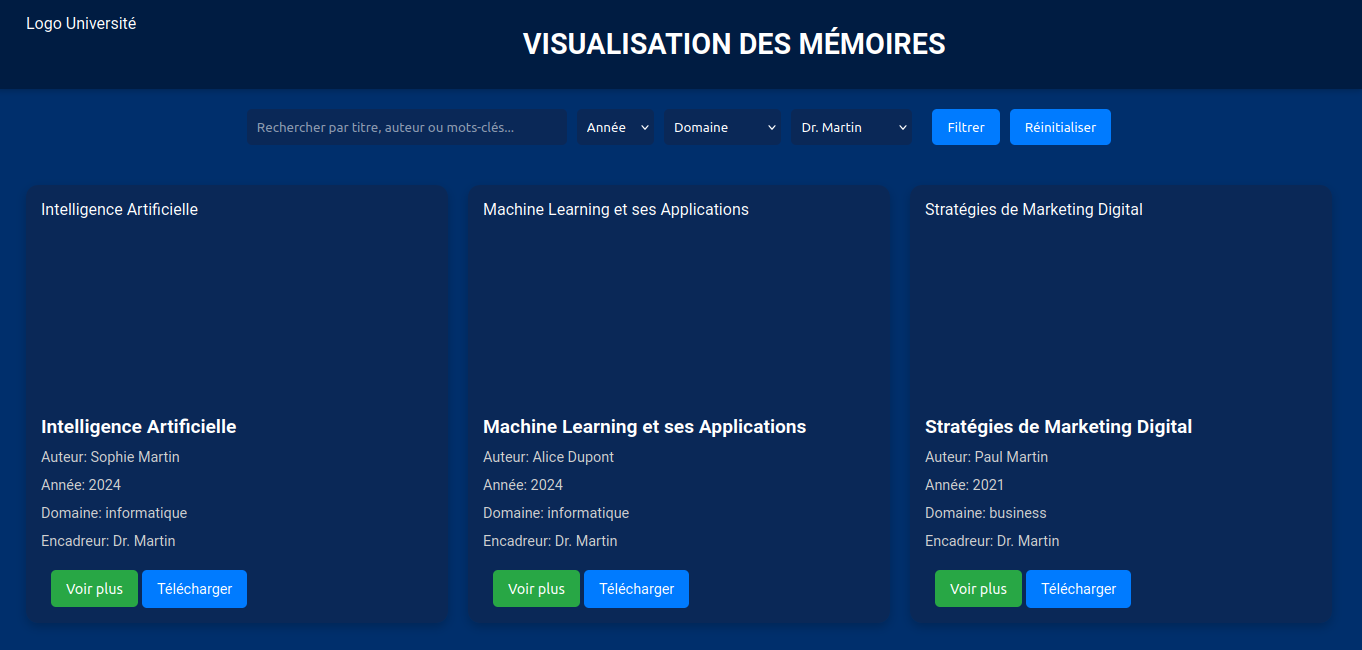 Logo Université
VISUALISATION DES MÉMOIRES
Rechercher par titre, auteur ou mots-clés...
Année
Domaine
Dr. Martin
Filtrer
Réinitialiser
Intelligence Artificielle
Intelligence Artificielle
Auteur: Sophie Martin
Année: 2024
Domaine: informatique
Encadreur: Dr. Martin
Voir plus
Télécharger
Machine Learning et ses Applications
Machine Learning et ses Applications
Auteur: Alice Dupont
Année: 2024
Domaine: informatique
Encadreur: Dr. Martin
Voir plus
Télécharger
Stratégies de Marketing Digital
Stratégies de Marketing Digital
Auteur: Paul Martin
Année: 2021
Domaine: business
Encadreur: Dr. Martin
Voir plus
Télécharger